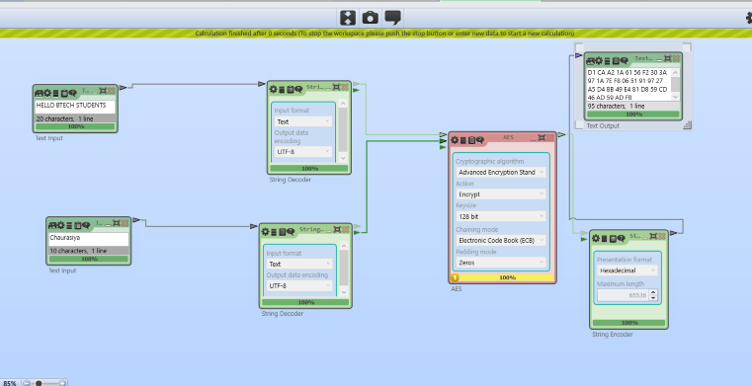 Calculation finished after 0 seconds (To stop the workspace please push the stop button or enter new data to start a new calculation)
HELLO BTECH STUDENTS
20 characters, 1 line
100%
Text Input
Stri...
Input format
Text
Output data
encoding
UTF-8
100%
String Decoder
Chaurasiya
10 characters, 1 line
100%
Text Input
String...
Input format
Text
Output data encoding
UTF-8
100%
String Decoder
AES
Cryptographic algorithm
Advanced Encryption Stand
Action
Encrypt
Keysize
128 bit
Chaining mode
Electronic Code Book (ECB)
Padding mode
Zeros
100%
AES
Text...
D1 CA A2 1A 61 56 F2 30 3A
97 1A 7E F8 06 51 91 97 27
A5 D4 BB 49 E4 81 D8 59 CD
46 AD 59 AD FB
95 characters, 1 line
100%
Text Output
St...
Presentation format
Hexadecimal
Maximum length
65536
100%
String Encoder
85%